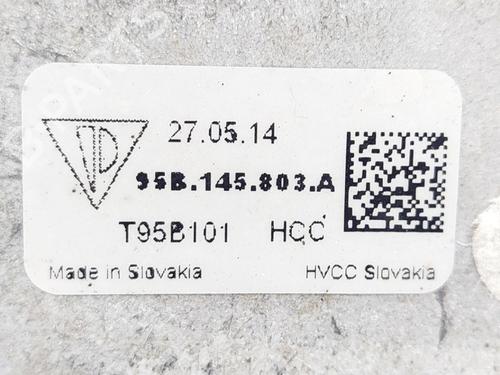 27.05.14
95B.145.803.A
T95B101 HCC
Made in Slovakia HVCC Slovakia